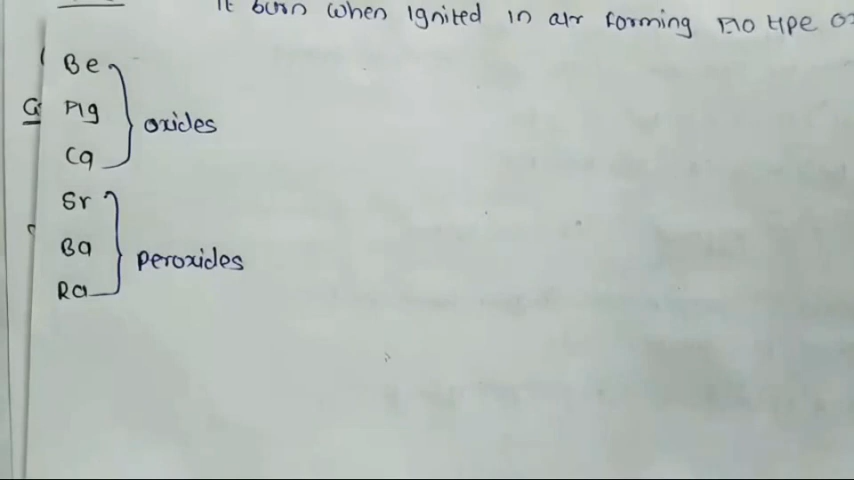 It burn when ignited in air forming MO type
Be
Mg
Ca
oxides
Sr
Ba
Ra
peroxides